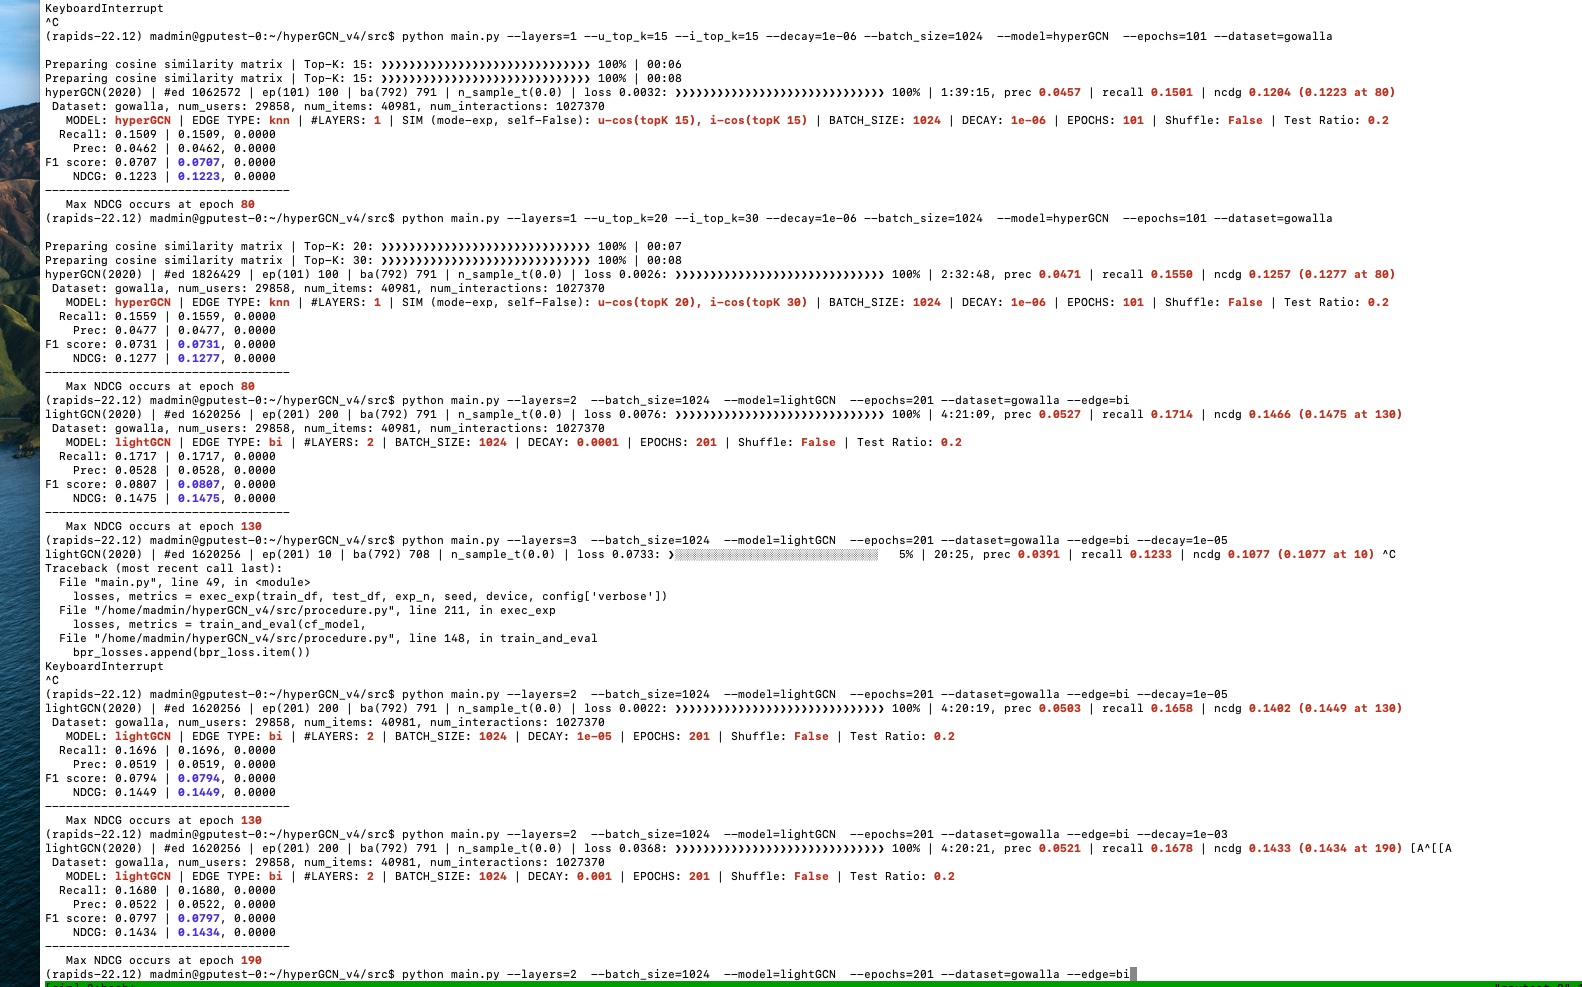 KeyboardInterrupt
^C
(rapids-22.12) madmin@gputest-0:~/hyperGCN_v4/src$ python main.py --layers=1 --u_top_k=15 --i_top_k=15 --decay=1e-06 --batch_size=1024  --model=hyperGCN  --epochs=101 --dataset=gowalla
Preparing cosine similarity matrix | Top-K: 15: ❯❯❯❯❯❯❯❯❯❯❯❯❯❯❯❯❯❯❯❯❯❯❯❯❯❯❯❯❯❯ 100% | 00:06
Preparing cosine similarity matrix | Top-K: 15: ❯❯❯❯❯❯❯❯❯❯❯❯❯❯❯❯❯❯❯❯❯❯❯❯❯❯❯❯❯❯ 100% | 00:08
hyperGCN(2020) | #ed 1062572 | ep(101) 100 | ba(792) 791 | n_sample_t(0.0) | loss 0.0032: ❯❯❯❯❯❯❯❯❯❯❯❯❯❯❯❯❯❯❯❯❯❯❯❯❯❯❯❯❯❯ 100% | 1:39:15, prec 0.0457 | recall 0.1501 | ncdg 0.1204 (0.1223 at 80)
Dataset: gowalla, num_users: 29858, num_items: 40981, num_interactions: 1027370
MODEL: hyperGCN | EDGE TYPE: knn | #LAYERS: 1 | SIM (mode-exp, self-False): u-cos(topK 15), i-cos(topK 15) | BATCH_SIZE: 1024 | DECAY: 1e-06 | EPOCHS: 101 | Shuffle: False | Test Ratio: 0.2
Recall: 0.1509 | 0.1509, 0.0000
Prec: 0.0462 | 0.0462, 0.0000
F1 score: 0.0707 | 0.0707, 0.0000
NDCG: 0.1223 | 0.1223, 0.0000
-----------------------------------
Max NDCG occurs at epoch 80
(rapids-22.12) madmin@gputest-0:~/hyperGCN_v4/src$ python main.py --layers=1 --u_top_k=20 --i_top_k=30 --decay=1e-06 --batch_size=1024  --model=hyperGCN  --epochs=101 --dataset=gowalla
Preparing cosine similarity matrix | Top-K: 20: ❯❯❯❯❯❯❯❯❯❯❯❯❯❯❯❯❯❯❯❯❯❯❯❯❯❯❯❯❯❯ 100% | 00:07
Preparing cosine similarity matrix | Top-K: 30: ❯❯❯❯❯❯❯❯❯❯❯❯❯❯❯❯❯❯❯❯❯❯❯❯❯❯❯❯❯❯ 100% | 00:08
hyperGCN(2020) | #ed 1826429 | ep(101) 100 | ba(792) 791 | n_sample_t(0.0) | loss 0.0026: ❯❯❯❯❯❯❯❯❯❯❯❯❯❯❯❯❯❯❯❯❯❯❯❯❯❯❯❯❯❯ 100% | 2:32:48, prec 0.0471 | recall 0.1550 | ncdg 0.1257 (0.1277 at 80)
Dataset: gowalla, num_users: 29858, num_items: 40981, num_interactions: 1027370
MODEL: hyperGCN | EDGE TYPE: knn | #LAYERS: 1 | SIM (mode-exp, self-False): u-cos(topK 20), i-cos(topK 30) | BATCH_SIZE: 1024 | DECAY: 1e-06 | EPOCHS: 101 | Shuffle: False | Test Ratio: 0.2
Recall: 0.1559 | 0.1559, 0.0000
Prec: 0.0477 | 0.0477, 0.0000
F1 score: 0.0731 | 0.0731, 0.0000
NDCG: 0.1277 | 0.1277, 0.0000
-----------------------------------
Max NDCG occurs at epoch 80
(rapids-22.12) madmin@gputest-0:~/hyperGCN_v4/src$ python main.py --layers=2  --batch_size=1024  --model=lightGCN  --epochs=201 --dataset=gowalla --edge=bi
lightGCN(2020) | #ed 1620256 | ep(201) 200 | ba(792) 791 | n_sample_t(0.0) | loss 0.0076: ❯❯❯❯❯❯❯❯❯❯❯❯❯❯❯❯❯❯❯❯❯❯❯❯❯❯❯❯❯❯ 100% | 4:21:09, prec 0.0527 | recall 0.1714 | ncdg 0.1466 (0.1475 at 130)
Dataset: gowalla, num_users: 29858, num_items: 40981, num_interactions: 1027370
MODEL: lightGCN | EDGE TYPE: bi | #LAYERS: 2 | BATCH_SIZE: 1024 | DECAY: 0.0001 | EPOCHS: 201 | Shuffle: False | Test Ratio: 0.2
Recall: 0.1717 | 0.1717, 0.0000
Prec: 0.0528 | 0.0528, 0.0000
F1 score: 0.0807 | 0.0807, 0.0000
NDCG: 0.1475 | 0.1475, 0.0000
-----------------------------------
Max NDCG occurs at epoch 130
(rapids-22.12) madmin@gputest-0:~/hyperGCN_v4/src$ python main.py --layers=3  --batch_size=1024  --model=lightGCN  --epochs=201 --dataset=gowalla --edge=bi --decay=1e-05
lightGCN(2020) | #ed 1620256 | ep(201) 10 | ba(792) 708 | n_sample_t(0.0) | loss 0.0733: ❯░░░░░░░░░░░░░░░░░░░░░░░░░░░░░   5% | 20:25, prec 0.0391 | recall 0.1233 | ncdg 0.1077 (0.1077 at 10) ^C
Traceback (most recent call last):
File "main.py", line 49, in <module>
losses, metrics = exec_exp(train_df, test_df, exp_n, seed, device, config['verbose'])
File "/home/madmin/hyperGCN_v4/src/procedure.py", line 211, in exec_exp
losses, metrics = train_and_eval(cf_model,
File "/home/madmin/hyperGCN_v4/src/procedure.py", line 148, in train_and_eval
bpr_losses.append(bpr_loss.item())
KeyboardInterrupt
^C
(rapids-22.12) madmin@gputest-0:~/hyperGCN_v4/src$ python main.py --layers=2  --batch_size=1024  --model=lightGCN  --epochs=201 --dataset=gowalla --edge=bi --decay=1e-05
lightGCN(2020) | #ed 1620256 | ep(201) 200 | ba(792) 791 | n_sample_t(0.0) | loss 0.0022: ❯❯❯❯❯❯❯❯❯❯❯❯❯❯❯❯❯❯❯❯❯❯❯❯❯❯❯❯❯❯ 100% | 4:20:19, prec 0.0503 | recall 0.1658 | ncdg 0.1402 (0.1449 at 130)
Dataset: gowalla, num_users: 29858, num_items: 40981, num_interactions: 1027370
MODEL: lightGCN | EDGE TYPE: bi | #LAYERS: 2 | BATCH_SIZE: 1024 | DECAY: 1e-05 | EPOCHS: 201 | Shuffle: False | Test Ratio: 0.2
Recall: 0.1696 | 0.1696, 0.0000
Prec: 0.0519 | 0.0519, 0.0000
F1 score: 0.0794 | 0.0794, 0.0000
NDCG: 0.1449 | 0.1449, 0.0000
-----------------------------------
Max NDCG occurs at epoch 130
(rapids-22.12) madmin@gputest-0:~/hyperGCN_v4/src$ python main.py --layers=2  --batch_size=1024  --model=lightGCN  --epochs=201 --dataset=gowalla --edge=bi --decay=1e-03
lightGCN(2020) | #ed 1620256 | ep(201) 200 | ba(792) 791 | n_sample_t(0.0) | loss 0.0368: ❯❯❯❯❯❯❯❯❯❯❯❯❯❯❯❯❯❯❯❯❯❯❯❯❯❯❯❯❯❯ 100% | 4:20:21, prec 0.0521 | recall 0.1678 | ncdg 0.1433 (0.1434 at 190) [A^[[A
Dataset: gowalla, num_users: 29858, num_items: 40981, num_interactions: 1027370
MODEL: lightGCN | EDGE TYPE: bi | #LAYERS: 2 | BATCH_SIZE: 1024 | DECAY: 0.001 | EPOCHS: 201 | Shuffle: False | Test Ratio: 0.2
Recall: 0.1680 | 0.1680, 0.0000
Prec: 0.0522 | 0.0522, 0.0000
F1 score: 0.0797 | 0.0797, 0.0000
NDCG: 0.1434 | 0.1434, 0.0000
-----------------------------------
Max NDCG occurs at epoch 190
(rapids-22.12) madmin@gputest-0:~/hyperGCN_v4/src$ python main.py --layers=2  --batch_size=1024  --model=lightGCN  --epochs=201 --dataset=gowalla --edge=bi